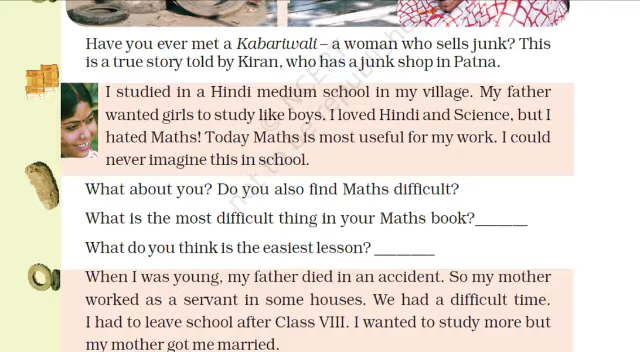 Have you ever met a Kabariwali – a woman who sells junk? This
is a true story told by Kiran, who has a junk shop in Patna.
I studied in a Hindi medium school in my village. My father
wanted girls to study like boys. I loved Hindi and Science, but I
hated Maths! Today Maths is most useful for my work. I could
never imagine this in school.
What about you? Do you also find Maths difficult?
What is the most difficult thing in your Maths book?______
What do you think is the easiest lesson? _______
When I was young, my father died in an accident. So my mother
worked as a servant in some houses. We had a difficult time.
I had to leave school after Class VIII. I wanted to study more but
my mother got me married.
© NCERT
not to be republished